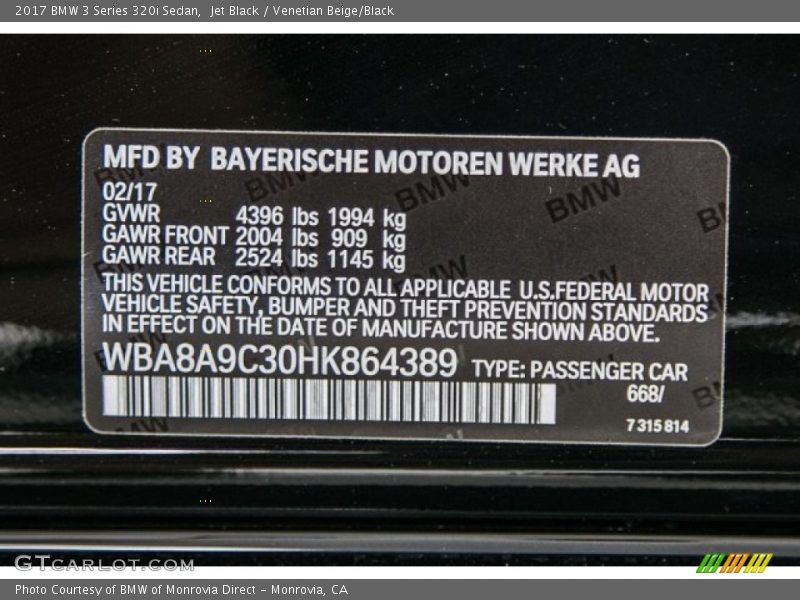 2017 BMW 3 Series 320i Sedan, Jet Black / Venetian Beige/Black
MFD BY BAYERISCHE MOTOREN WERKE AG
02/17
GVWR 4396 lbs 1994 kg
GAWR FRONT 2004 lbs 909 kg
GAWR REAR 2524 lbs 1145 kg
THIS VEHICLE CONFORMS TO ALL APPLICABLE U.S.FEDERAL MOTOR
VEHICLE SAFETY, BUMPER AND THEFT PREVENTION STANDARDS
IN EFFECT ON THE DATE OF MANUFACTURE SHOWN ABOVE.
WBA8A9C30HK864389 TYPE: PASSENGER CAR
668/
7 315 814
GTCARLOT.COM
Photo Courtesy of BMW of Monrovia Direct - Monrovia, CA